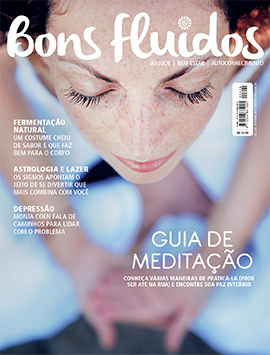 Bons fluidos
ATITUDE | BEM-ESTAR | AUTOCONHECIMENTO
FERMENTAÇÃO
NATURAL
UM COSTUME CHEIO
DE SABOR E QUE FAZ
BEM PARA O CORPO
ASTROLOGIA E LAZER
OS SIGNOS APONTAM O
JEITO DE SE DIVERTIR QUE
MAIS COMBINA COM VOCÊ
DEPRESSÃO
MONJA COEN FALA DE
CAMINHOS PARA LIDAR
COM O PROBLEMA
GUIA DE
MEDITAÇÃO
CONHEÇA VÁRIAS MANEIRAS DE PRATICÁ-LA (PODE
SER ATÉ NA RUA) E ENCONTRE SUA PAZ INTERIOR